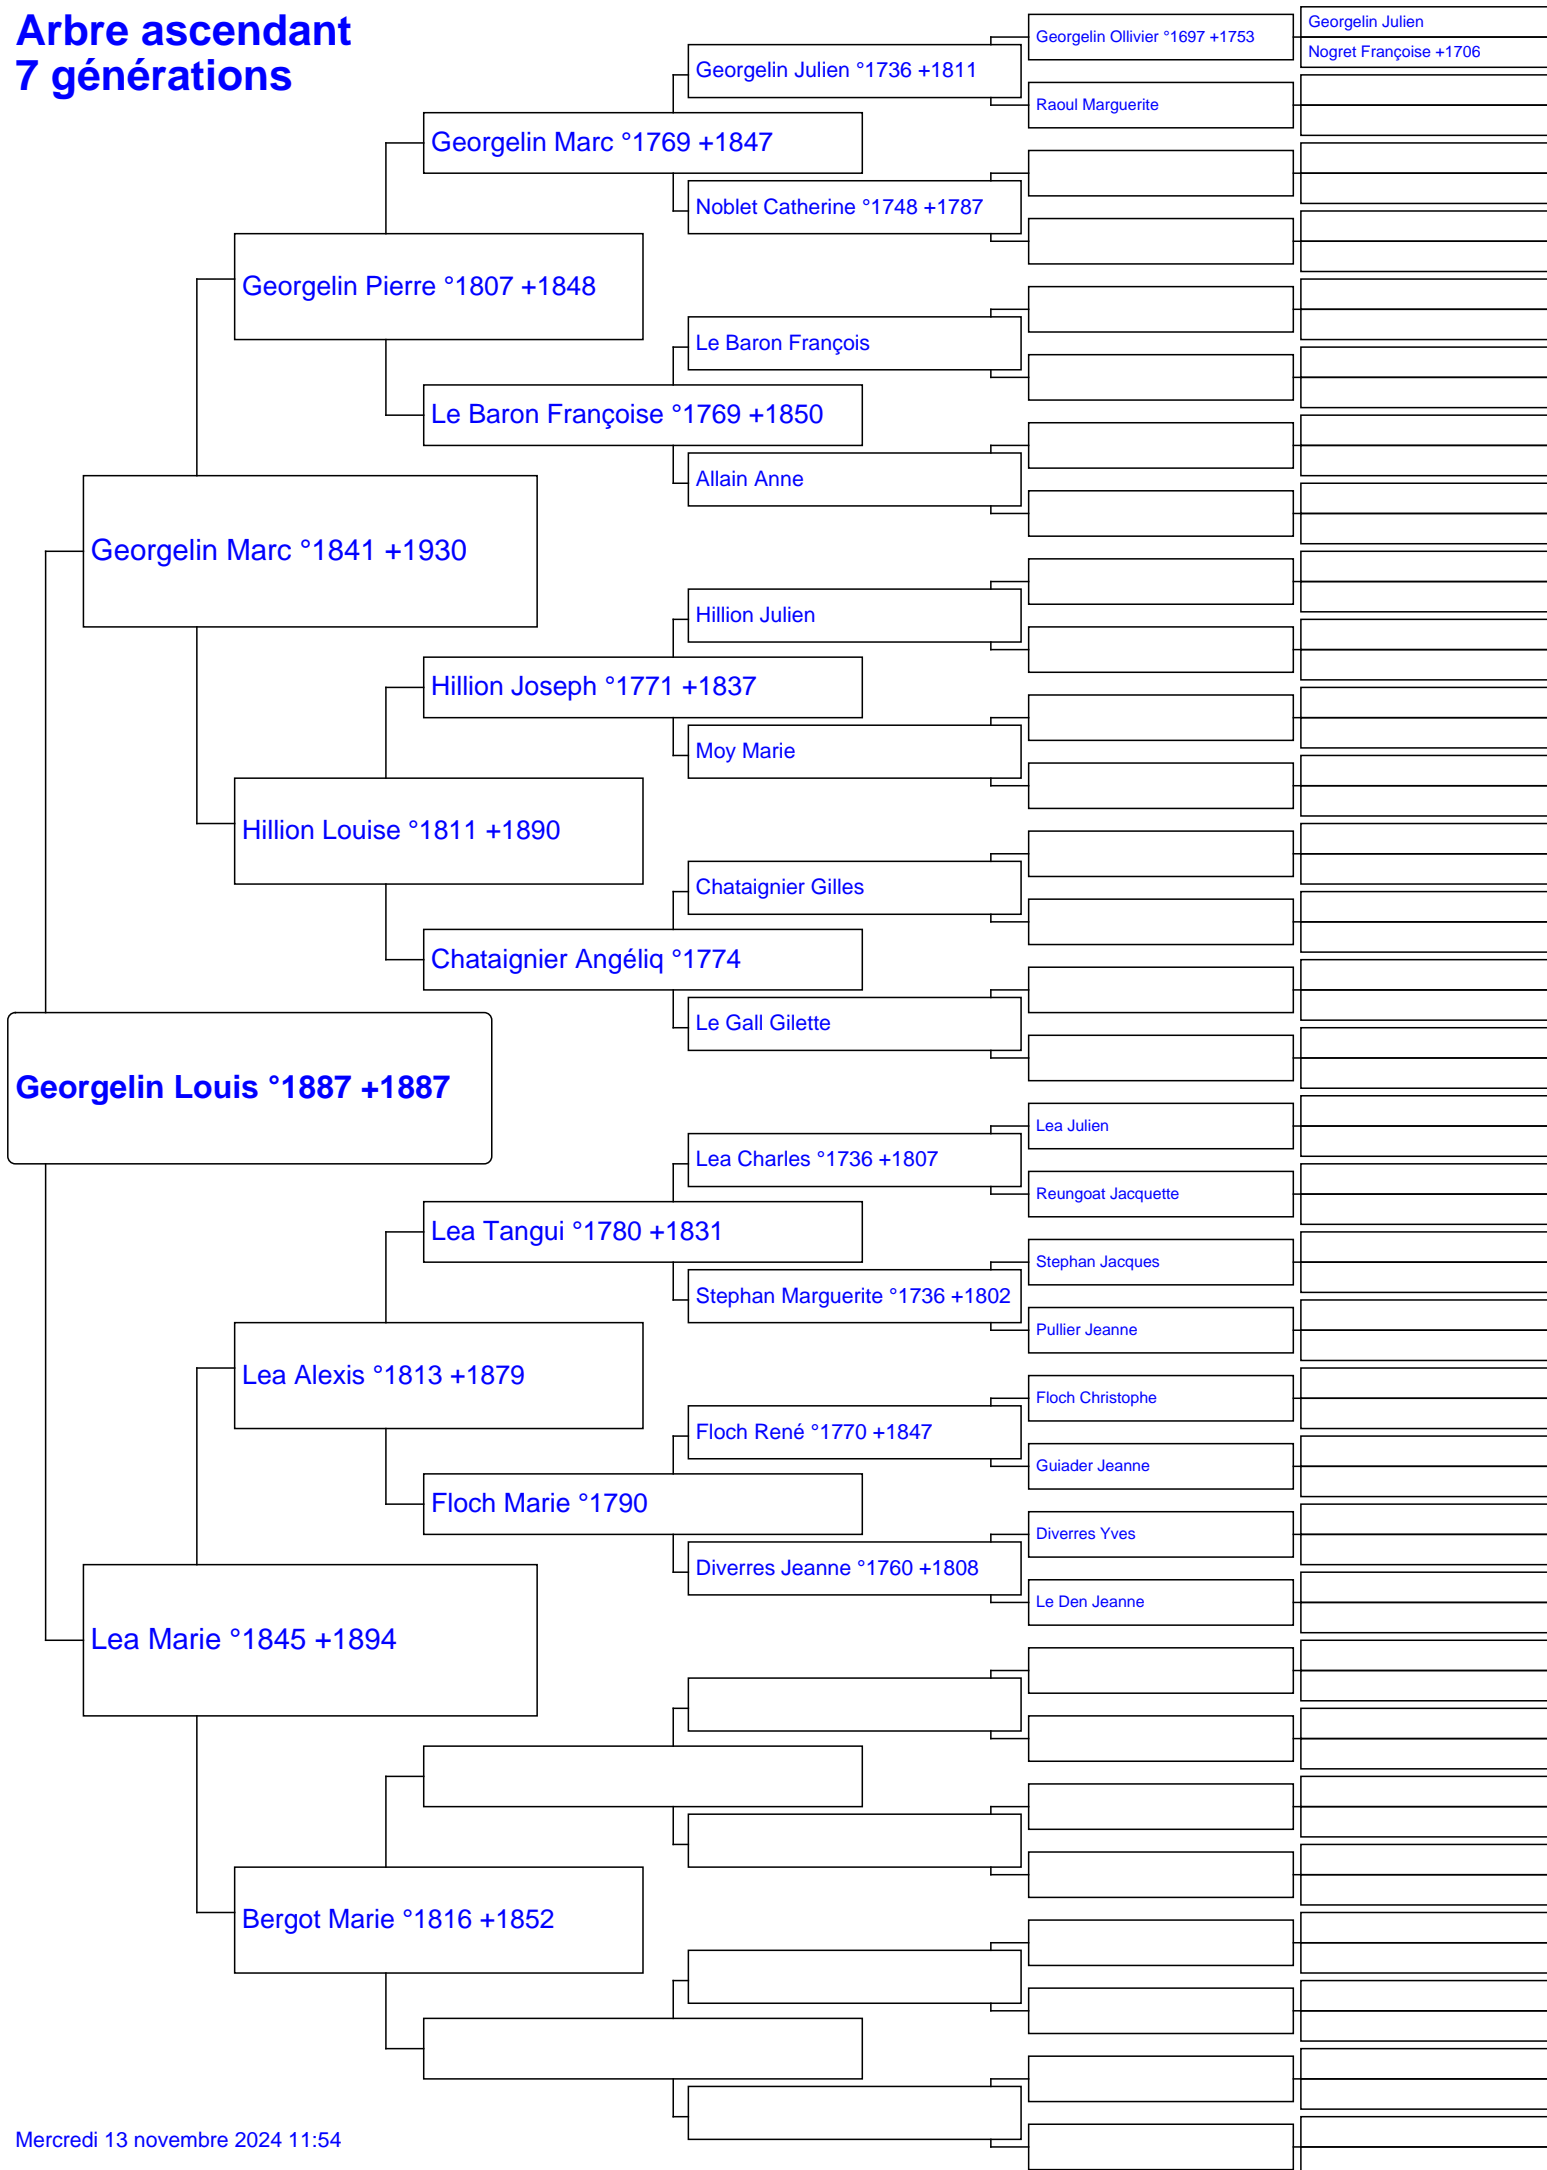 Arbre ascendant
7 générations
Georgelin Julien
Georgelin Ollivier °1697 +1753
Nogret Françoise +1706
Georgelin Julien °1736 +1811
Raoul Marguerite
Georgelin Marc °1769 +1847
Noblet Catherine °1748 +1787
Georgelin Pierre °1807 +1848
Le Baron François
Le Baron Françoise °1769 +1850
Allain Anne
Georgelin Marc °1841 +1930
Hillion Julien
Hillion Joseph °1771 +1837
Moy Marie
Hillion Louise °1811 +1890
Chataignier Gilles
Chataignier Angéliq °1774
Le Gall Gilette
Georgelin Louis °1887 +1887
Lea Julien
Lea Charles °1736 +1807
Reungoat Jacquette
Lea Tangui °1780 +1831
Stephan Jacques
Stephan Marguerite °1736 +1802
Pullier Jeanne
Lea Alexis °1813 +1879
Floch Christophe
Floch René °1770 +1847
Guiader Jeanne
Floch Marie °1790
Diverres Yves
Diverres Jeanne °1760 +1808
Le Den Jeanne
Lea Marie °1845 +1894
Bergot Marie °1816 +1852
Mercredi 13 novembre 2024 11:54